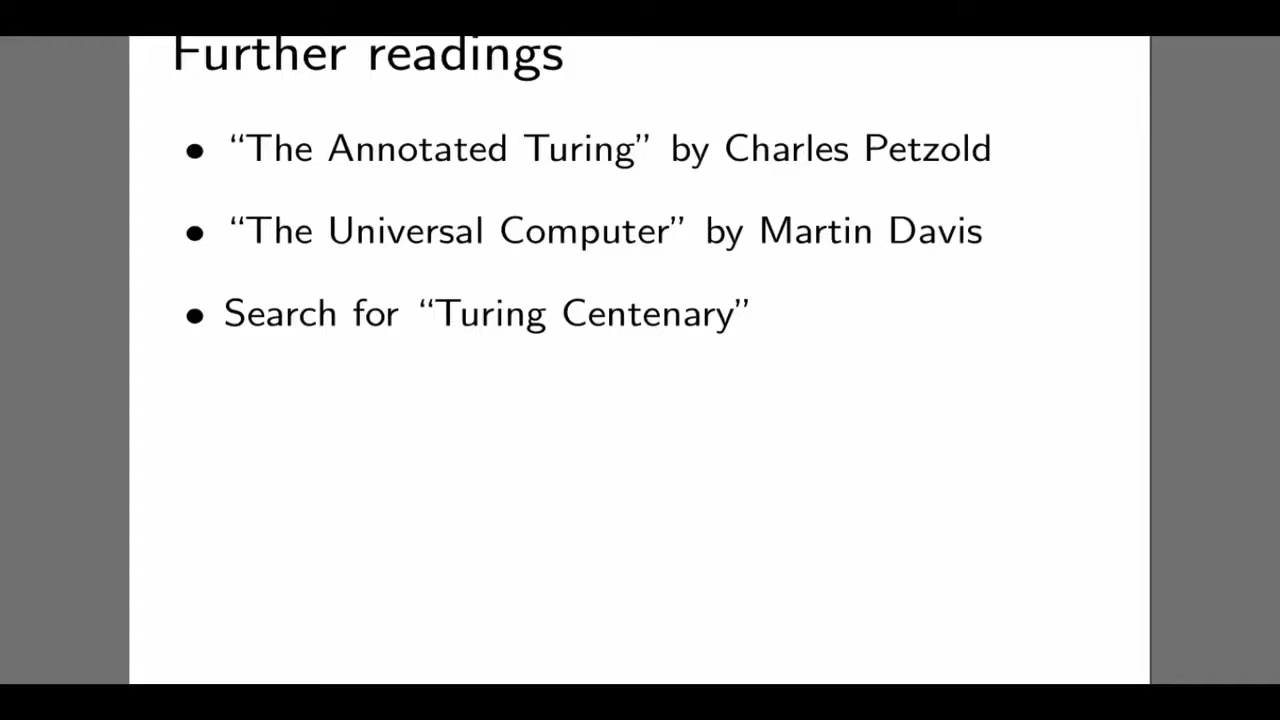 Further readings
• “The Annotated Turing” by Charles Petzold
• “The Universal Computer” by Martin Davis
• Search for “Turing Centenary”